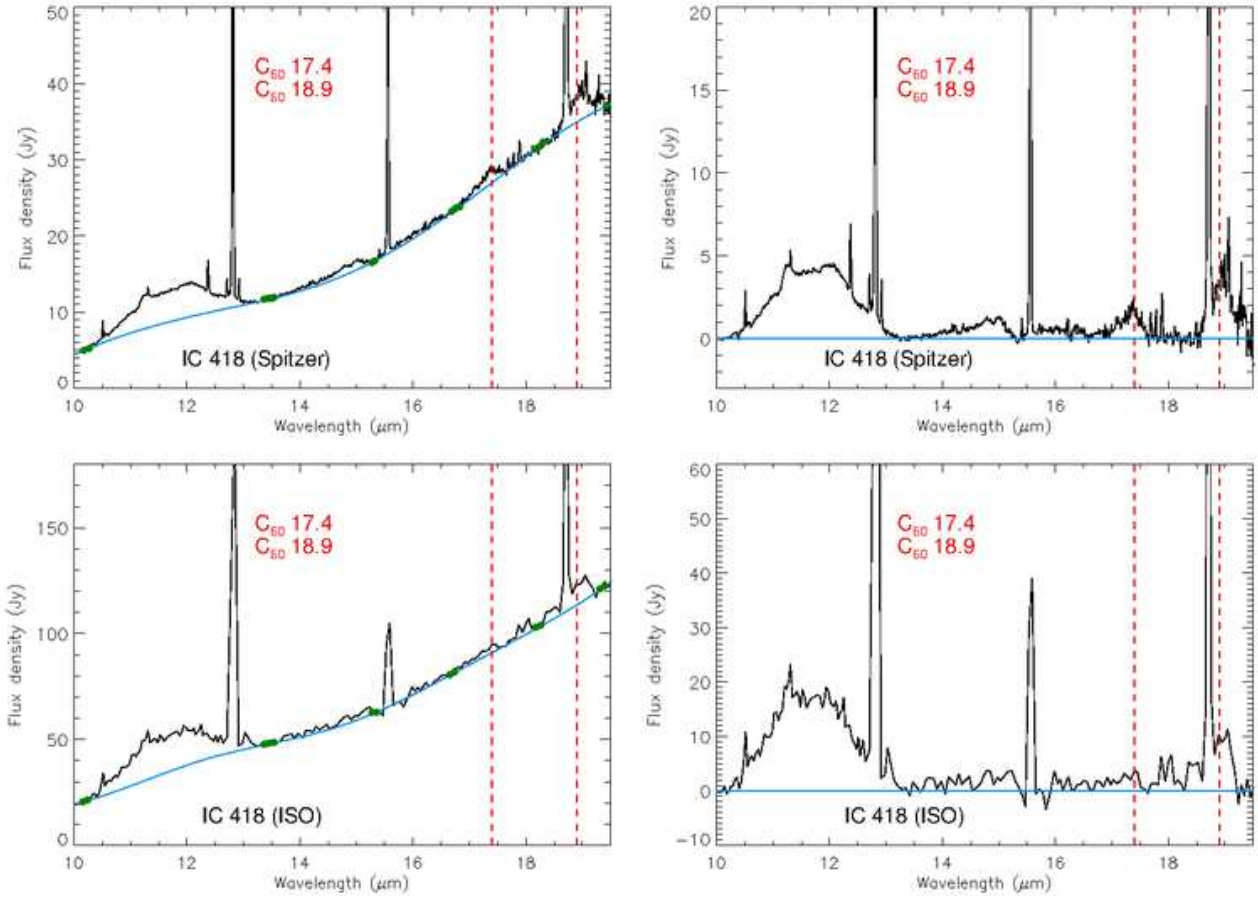 50
40
30
20
10
0
Flux density (Jy)
C₆₀ 17.4
C₆₀ 18.9
IC 418 (Spitzer)
10 12 14 16 18
Wavelength (μm)
20
15
10
5
0
Flux density (Jy)
C₆₀ 17.4
C₆₀ 18.9
IC 418 (Spitzer)
10 12 14 16 18
Wavelength (μm)
150
100
50
0
Flux density (Jy)
C₆₀ 17.4
C₆₀ 18.9
IC 418 (ISO)
10 12 14 16 18
Wavelength (μm)
60
50
40
30
20
10
0
−10
Flux density (Jy)
C₆₀ 17.4
C₆₀ 18.9
IC 418 (ISO)
10 12 14 16 18
Wavelength (μm)